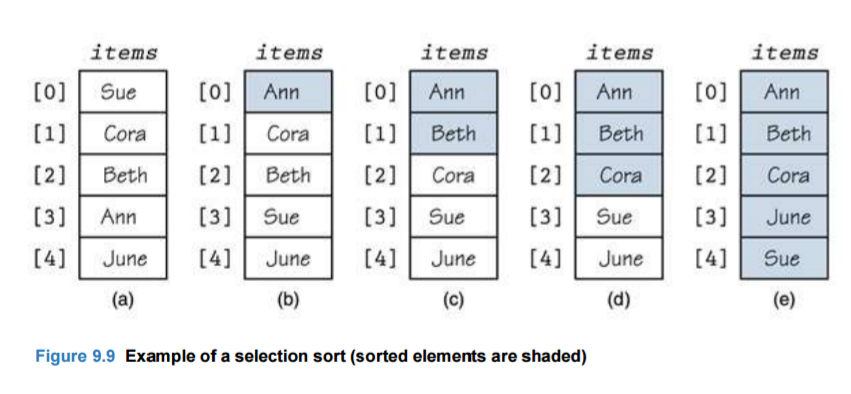 items items items items items
[0] Sue [0] Ann [0] Ann [0] Ann [0] Ann
[1] Cora [1] Cora [1] Beth [1] Beth [1] Beth
[2] Beth [2] Beth [2] Cora [2] Cora [2] Cora
[3] Ann [3] Sue [3] Sue [3] Sue [3] June
[4] June [4] June [4] June [4] June [4] Sue
(a) (b) (c) (d) (e)
Figure 9.9 Example of a selection sort (sorted elements are shaded)